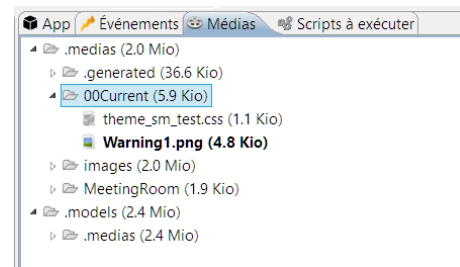 App Événements Médias Scripts à exécuter
.medias (2.0 Mio)
.generated (36.6 Kio)
00Current (5.9 Kio)
theme_sm_test.css (1.1 Kio)
Warning1.png (4.8 Kio)
images (2.0 Mio)
MeetingRoom (1.9 Kio)
.models (2.4 Mio)
.medias (2.4 Mio)